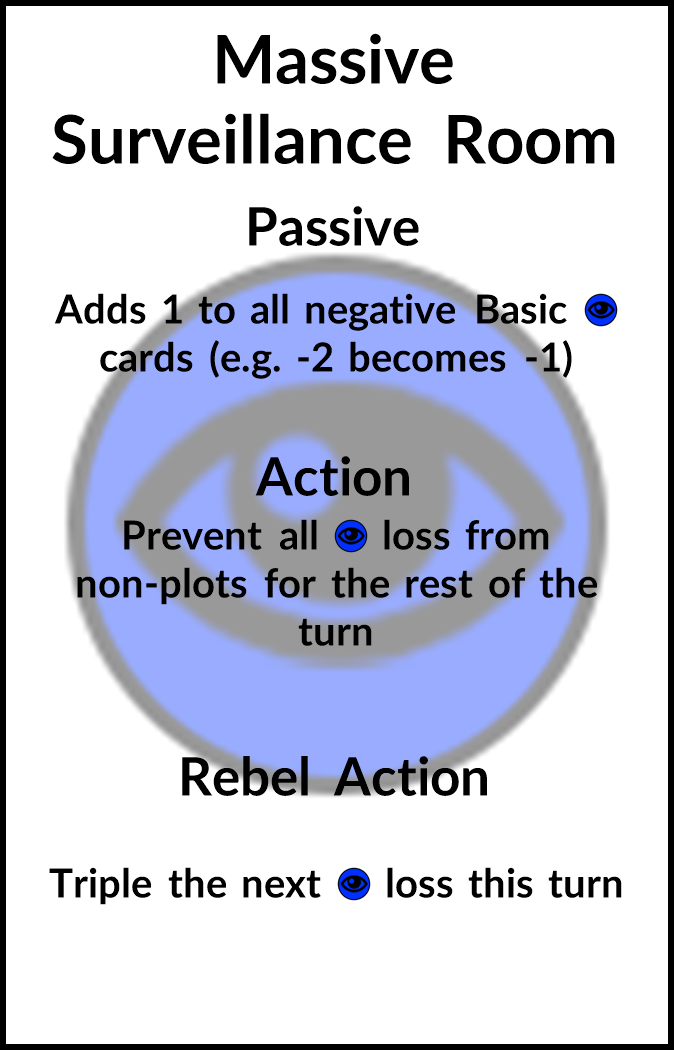 Massive
Surveillance Room
Passive
Adds 1 to all negative Basic
cards (e.g. -2 becomes -1)
Action
Prevent all loss from
non-plots for the rest of the
turn
Rebel Action
Triple the next loss this turn